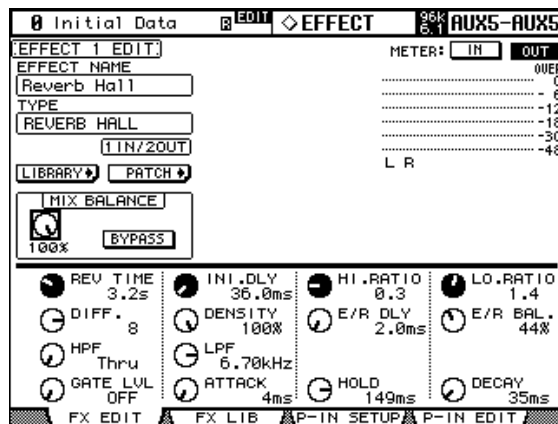 0 Initial Data EDIT ◇EFFECT 96k 6.1 AUX5-AUX5
EFFECT 1 EDIT
METER: IN OUT
EFFECT NAME
Reverb Hall
TYPE
REVERB HALL
1IN/2OUT
LIBRARY PATCH
OVER
0
- 6
-12
-18
-30
-48
L R
MIX BALANCE
100% BYPASS
REV TIME 3.2s INI.DLY 36.0ms HI.RATIO 0.3 LO.RATIO 1.4
DIFF. 8 DENSITY 100% E/R DLY 2.0ms E/R BAL. 44%
HPF Thru LPF 6.70kHz
GATE LVL OFF ATTACK 4ms HOLD 149ms DECAY 35ms
FX EDIT FX LIB P-IN SETUP P-IN EDIT